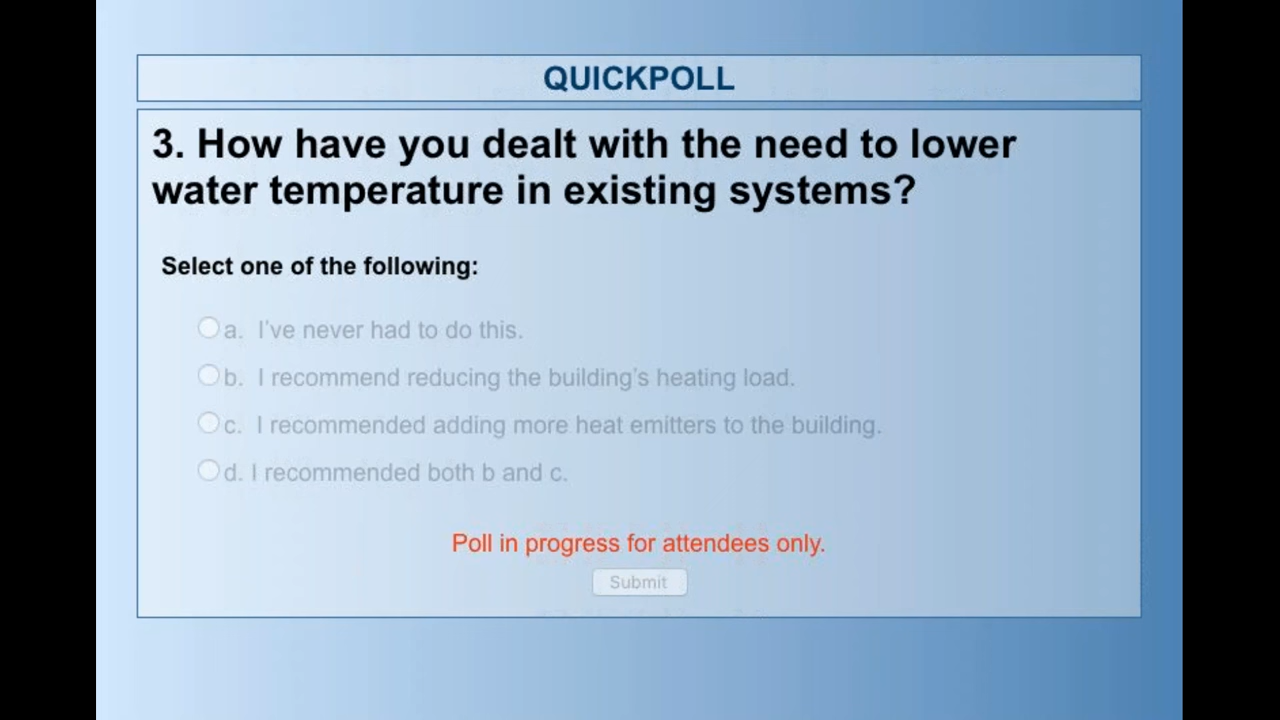 QUICKPOLL
3. How have you dealt with the need to lower
water temperature in existing systems?
Select one of the following:
a. I've never had to do this.
b. I recommend reducing the building's heating load.
c. I recommended adding more heat emitters to the building.
d. I recommended both b and c.
Poll in progress for attendees only.
Submit